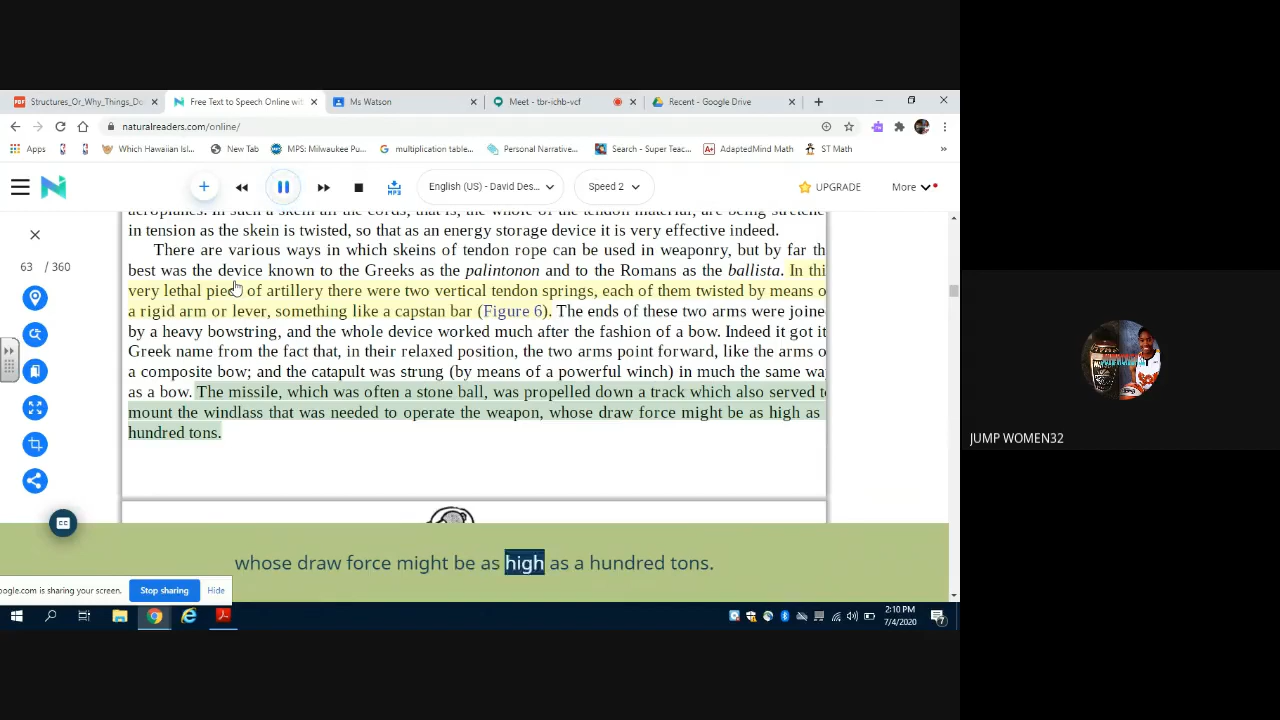 Structures_Or_Why_Things_Do
Free Text to Speech Online wit
Ms Watson
Meet - tbr-ichb-vcf
Recent - Google Drive
naturalreaders.com/online/
Apps
Which Hawaiian Isl...
New Tab
MPS: Milwaukee Pu...
multiplication table...
Personal Narrative...
Search - Super Teac...
AdaptedMind Math
ST Math
»
MP3
English (US) - David Des...
Speed 2
UPGRADE
More
in tension as the skein is twisted, so that as an energy storage device it is very effective indeed.
There are various ways in which skeins of tendon rope can be used in weaponry, but by far th
best was the device known to the Greeks as the palintonon and to the Romans as the ballista. In thi
very lethal piece of artillery there were two vertical tendon springs, each of them twisted by means o
a rigid arm or lever, something like a capstan bar (Figure 6). The ends of these two arms were joine
by a heavy bowstring, and the whole device worked much after the fashion of a bow. Indeed it got it
Greek name from the fact that, in their relaxed position, the two arms point forward, like the arms o
a composite bow; and the catapult was strung (by means of a powerful winch) in much the same wa
as a bow. The missile, which was often a stone ball, was propelled down a track which also served t
mount the windlass that was needed to operate the weapon, whose draw force might be as high as
hundred tons.
63 / 360
CC
whose draw force might be as high as a hundred tons.
ogle.com is sharing your screen.
Stop sharing
Hide
2:10 PM
7/4/2020
JUMP WOMEN32